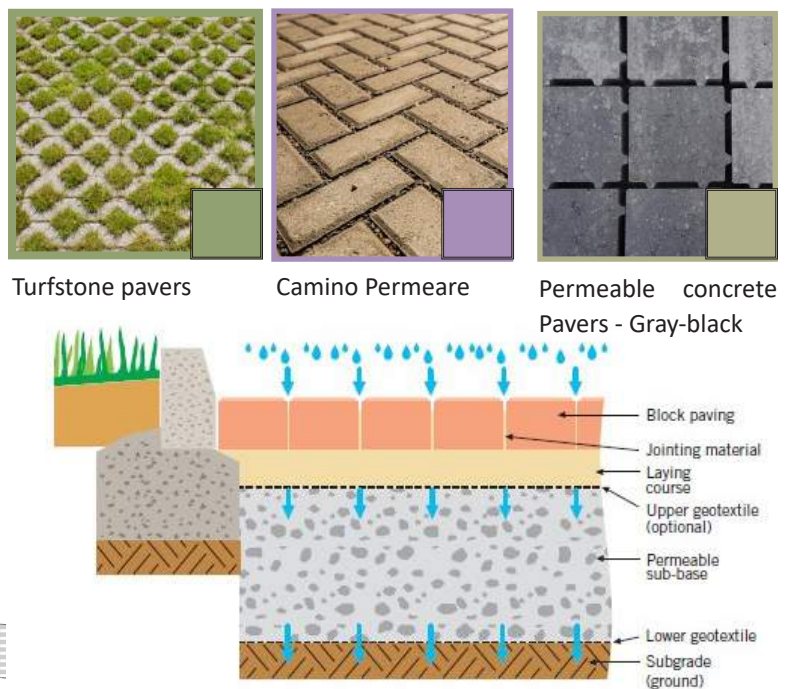 Turfstone pavers
Camino Permeare
Permeable concrete
Pavers - Gray-black
Block paving
Jointing material
Laying
course
Upper geotextile
(optional)
Permeable
sub-base
Lower geotextile
Subgrade
(ground)